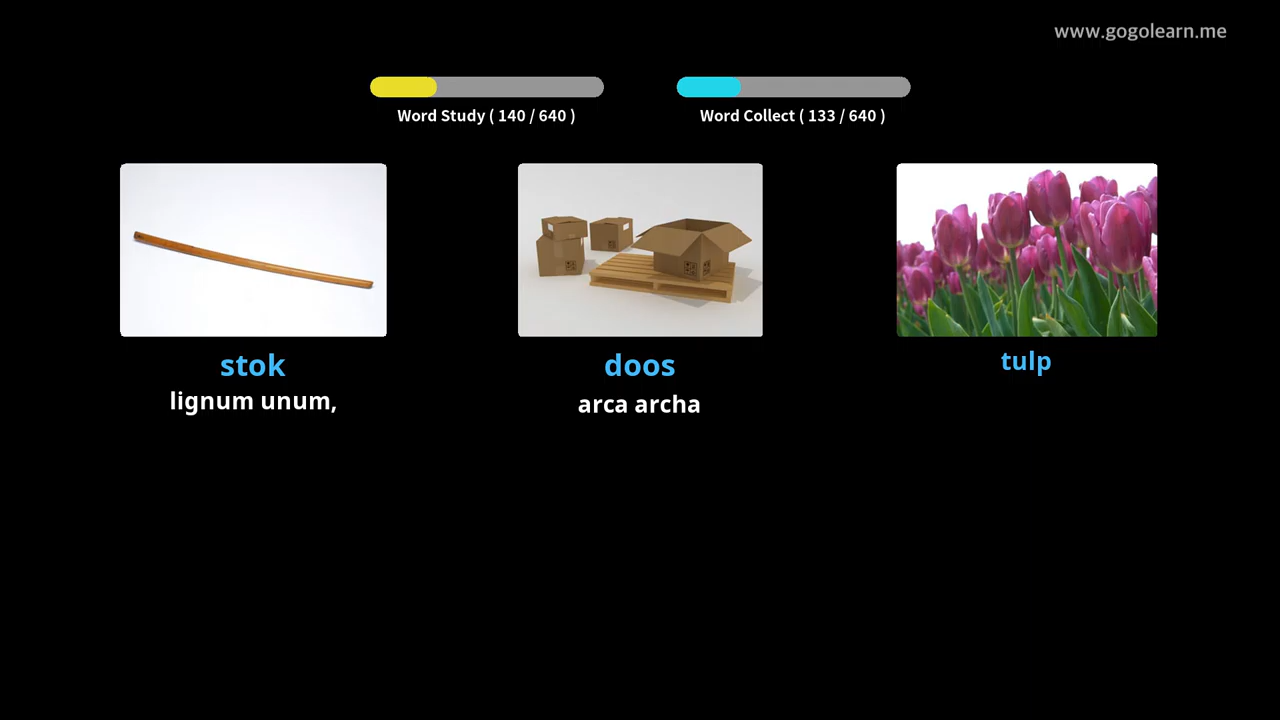 www.gogolearn.me
Word Study ( 140 / 640 )
Word Collect ( 133 / 640 )
stok
lignum unum,
doos
arca archa
tulp